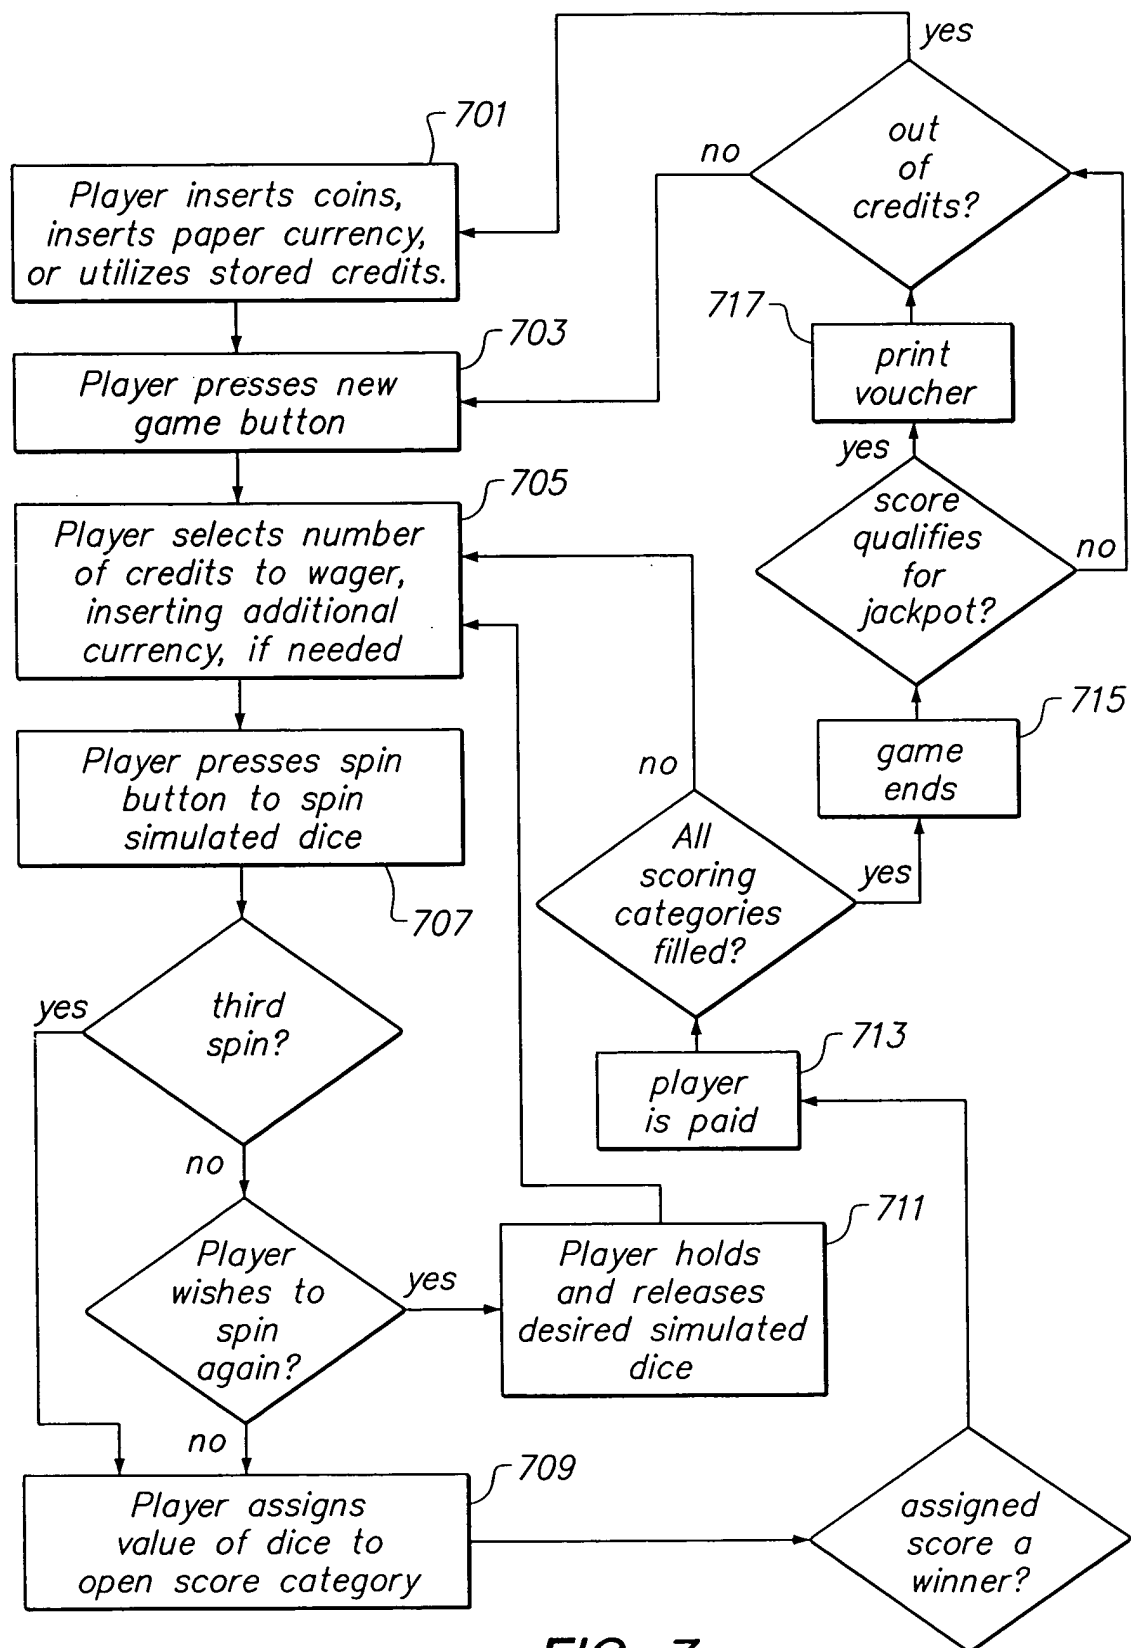 yes
701
out
of
credits?
no
Player inserts coins,
inserts paper currency,
or utilizes stored credits.
717
703
print
voucher
Player presses new
game button
yes
705
score
qualifies
for
jackpot?
no
Player selects number
of credits to wager,
inserting additional
currency, if needed
715
game
ends
no
Player presses spin
button to spin
simulated dice
All
scoring
categories
filled?
yes
707
yes
third
spin?
713
player
is paid
no
711
Player
wishes to
spin
again?
yes
Player holds
and releases
desired simulated
dice
no
709
Player assigns
value of dice to
open score category
assigned
score a
winner?